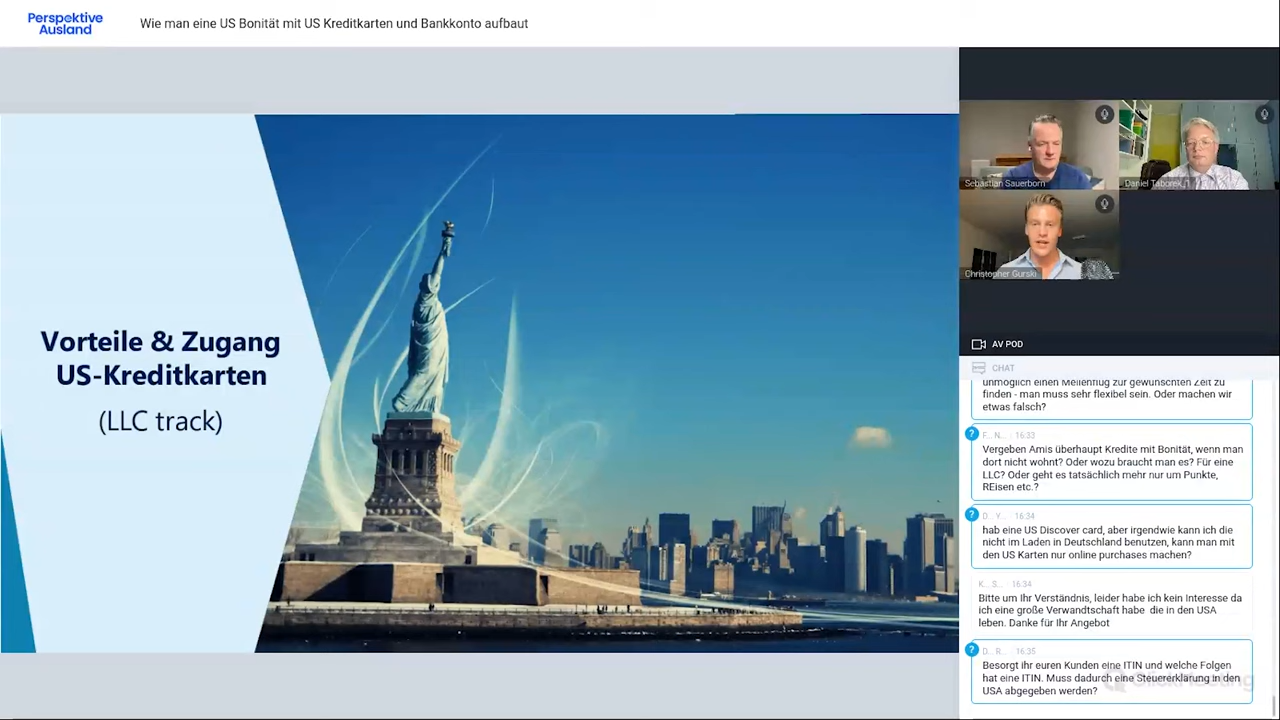 Perspektive
Ausland
Wie man eine US Bonität mit US Kreditkarten und Bankkonto aufbaut
Vorteile & Zugang
US-Kreditkarten
(LLC track)
Sebastian Sauerborn
Daniel Taborek
Christopher Gurski
AV POD
CHAT
unmöglich einen Meilenflug zur gewünschten Zeit zu
finden - man muss sehr flexibel sein. Oder machen wir
etwas falsch?
? F... N... 16:33
Vergeben Amis überhaupt Kredite mit Bonität, wenn man
dort nicht wohnt? Oder wozu braucht man es? Für eine
LLC? Oder geht es tatsächlich mehr nur um Punkte,
REisen etc.?
? D... Y... 16:34
hab eine US Discover card, aber irgendwie kann ich die
nicht im Laden in Deutschland benutzen, kann man mit
den US Karten nur online purchases machen?
K... S... 16:34
Bitte um Ihr Verständnis, leider habe ich kein Interesse da
ich eine große Verwandtschaft habe die in den USA
leben. Danke für Ihr Angebot
? D... R... 16:35
Besorgt ihr euren Kunden eine ITIN und welche Folgen
hat eine ITIN. Muss dadurch eine Steuererklärung in den
USA abgegeben werden?
ClickMeeting